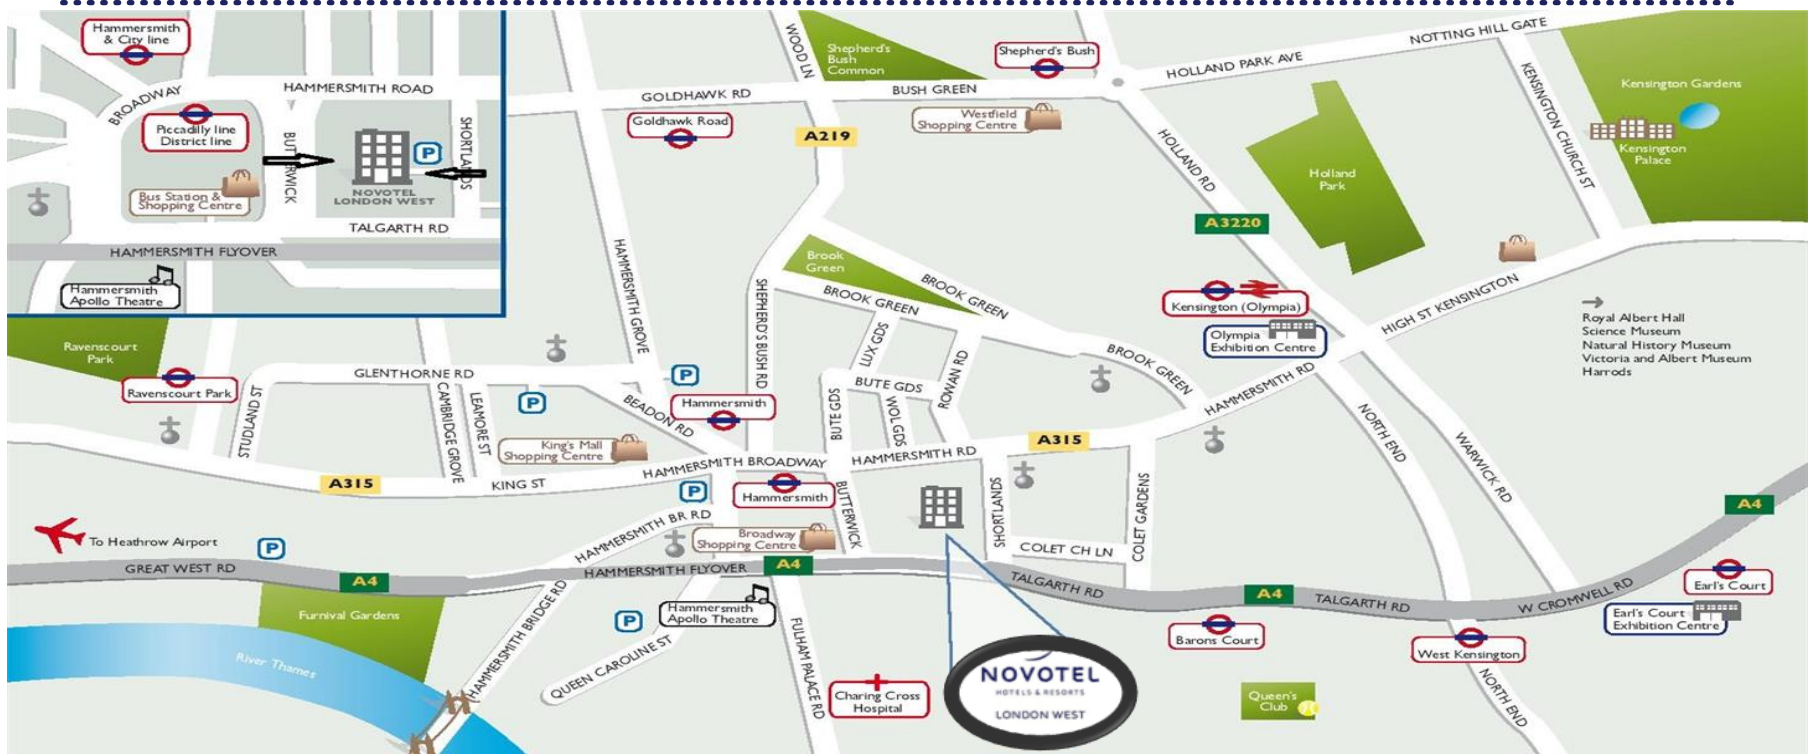 Hammersmith
& City line
BROADWAY
HAMMERSMITH ROAD
Piccadilly line
District line
BUTTERWICK
SHORTLANDS
P
NOVOTEL
LONDON WEST
Bus Station &
Shopping Centre
TALGARTH RD
HAMMERSMITH FLYOVER
Hammersmith
Apollo Theatre
WOOD LN
Shepherd's
Bush
Common
Shepherd's Bush
HOLLAND PARK AVE
NOTTING HILL GATE
GOLDHAWK RD
BUSH GREEN
Goldhawk Road
A219
Westfield
Shopping Centre
HOLLAND RD
KENSINGTON CHURCH ST
Kensington Gardens
Kensington
Palace
Holland
Park
A3220
HAMMERSMITH GROVE
Brook
Green
BROOK GREEN
BROOK GREEN
SHEPHERD'S BUSH RD
Kensington (Olympia)
HIGH ST KENSINGTON
Olympia
Exhibition Centre
Royal Albert Hall
Science Museum
Natural History Museum
Victoria and Albert Museum
Harrods
Ravenscourt
Park
Ravenscourt Park
GLENTHORNE RD
P
P
LUX GDS
BUTE GDS
ROWAN RD
BROOK GREEN
HAMMERSMITH RD
STUDLAND ST
CAMBRIDGE GROVE
LEAMORE ST
BEADON RD
Hammersmith
BUTE GDS
WOL GDS
NORTH END
WARWICK RD
King's Mall
Shopping Centre
HAMMERSMITH BROADWAY
HAMMERSMITH RD
A315
A315
KING ST
P
Hammersmith
BUTTERWICK
SHORTLANDS
COLET GARDENS
COLET CH LN
A4
To Heathrow Airport
P
HAMMERSMITH BR RD
Broadway
Shopping Centre
GREAT WEST RD
A4
HAMMERSMITH FLYOVER
A4
TALGARTH RD
A4
TALGARTH RD
W CROMWELL RD
Earl's Court
Earl's Court
Exhibition Centre
Furnival Gardens
HAMMERSMITH BRIDGE RD
P
Hammersmith
Apollo Theatre
QUEEN CAROLINE ST
FULHAM PALACE RD
Barons Court
West Kensington
River Thames
Charing Cross
Hospital
NOVOTEL
HOTELS & RESORTS
LONDON WEST
Queen's
Club
NORTH END